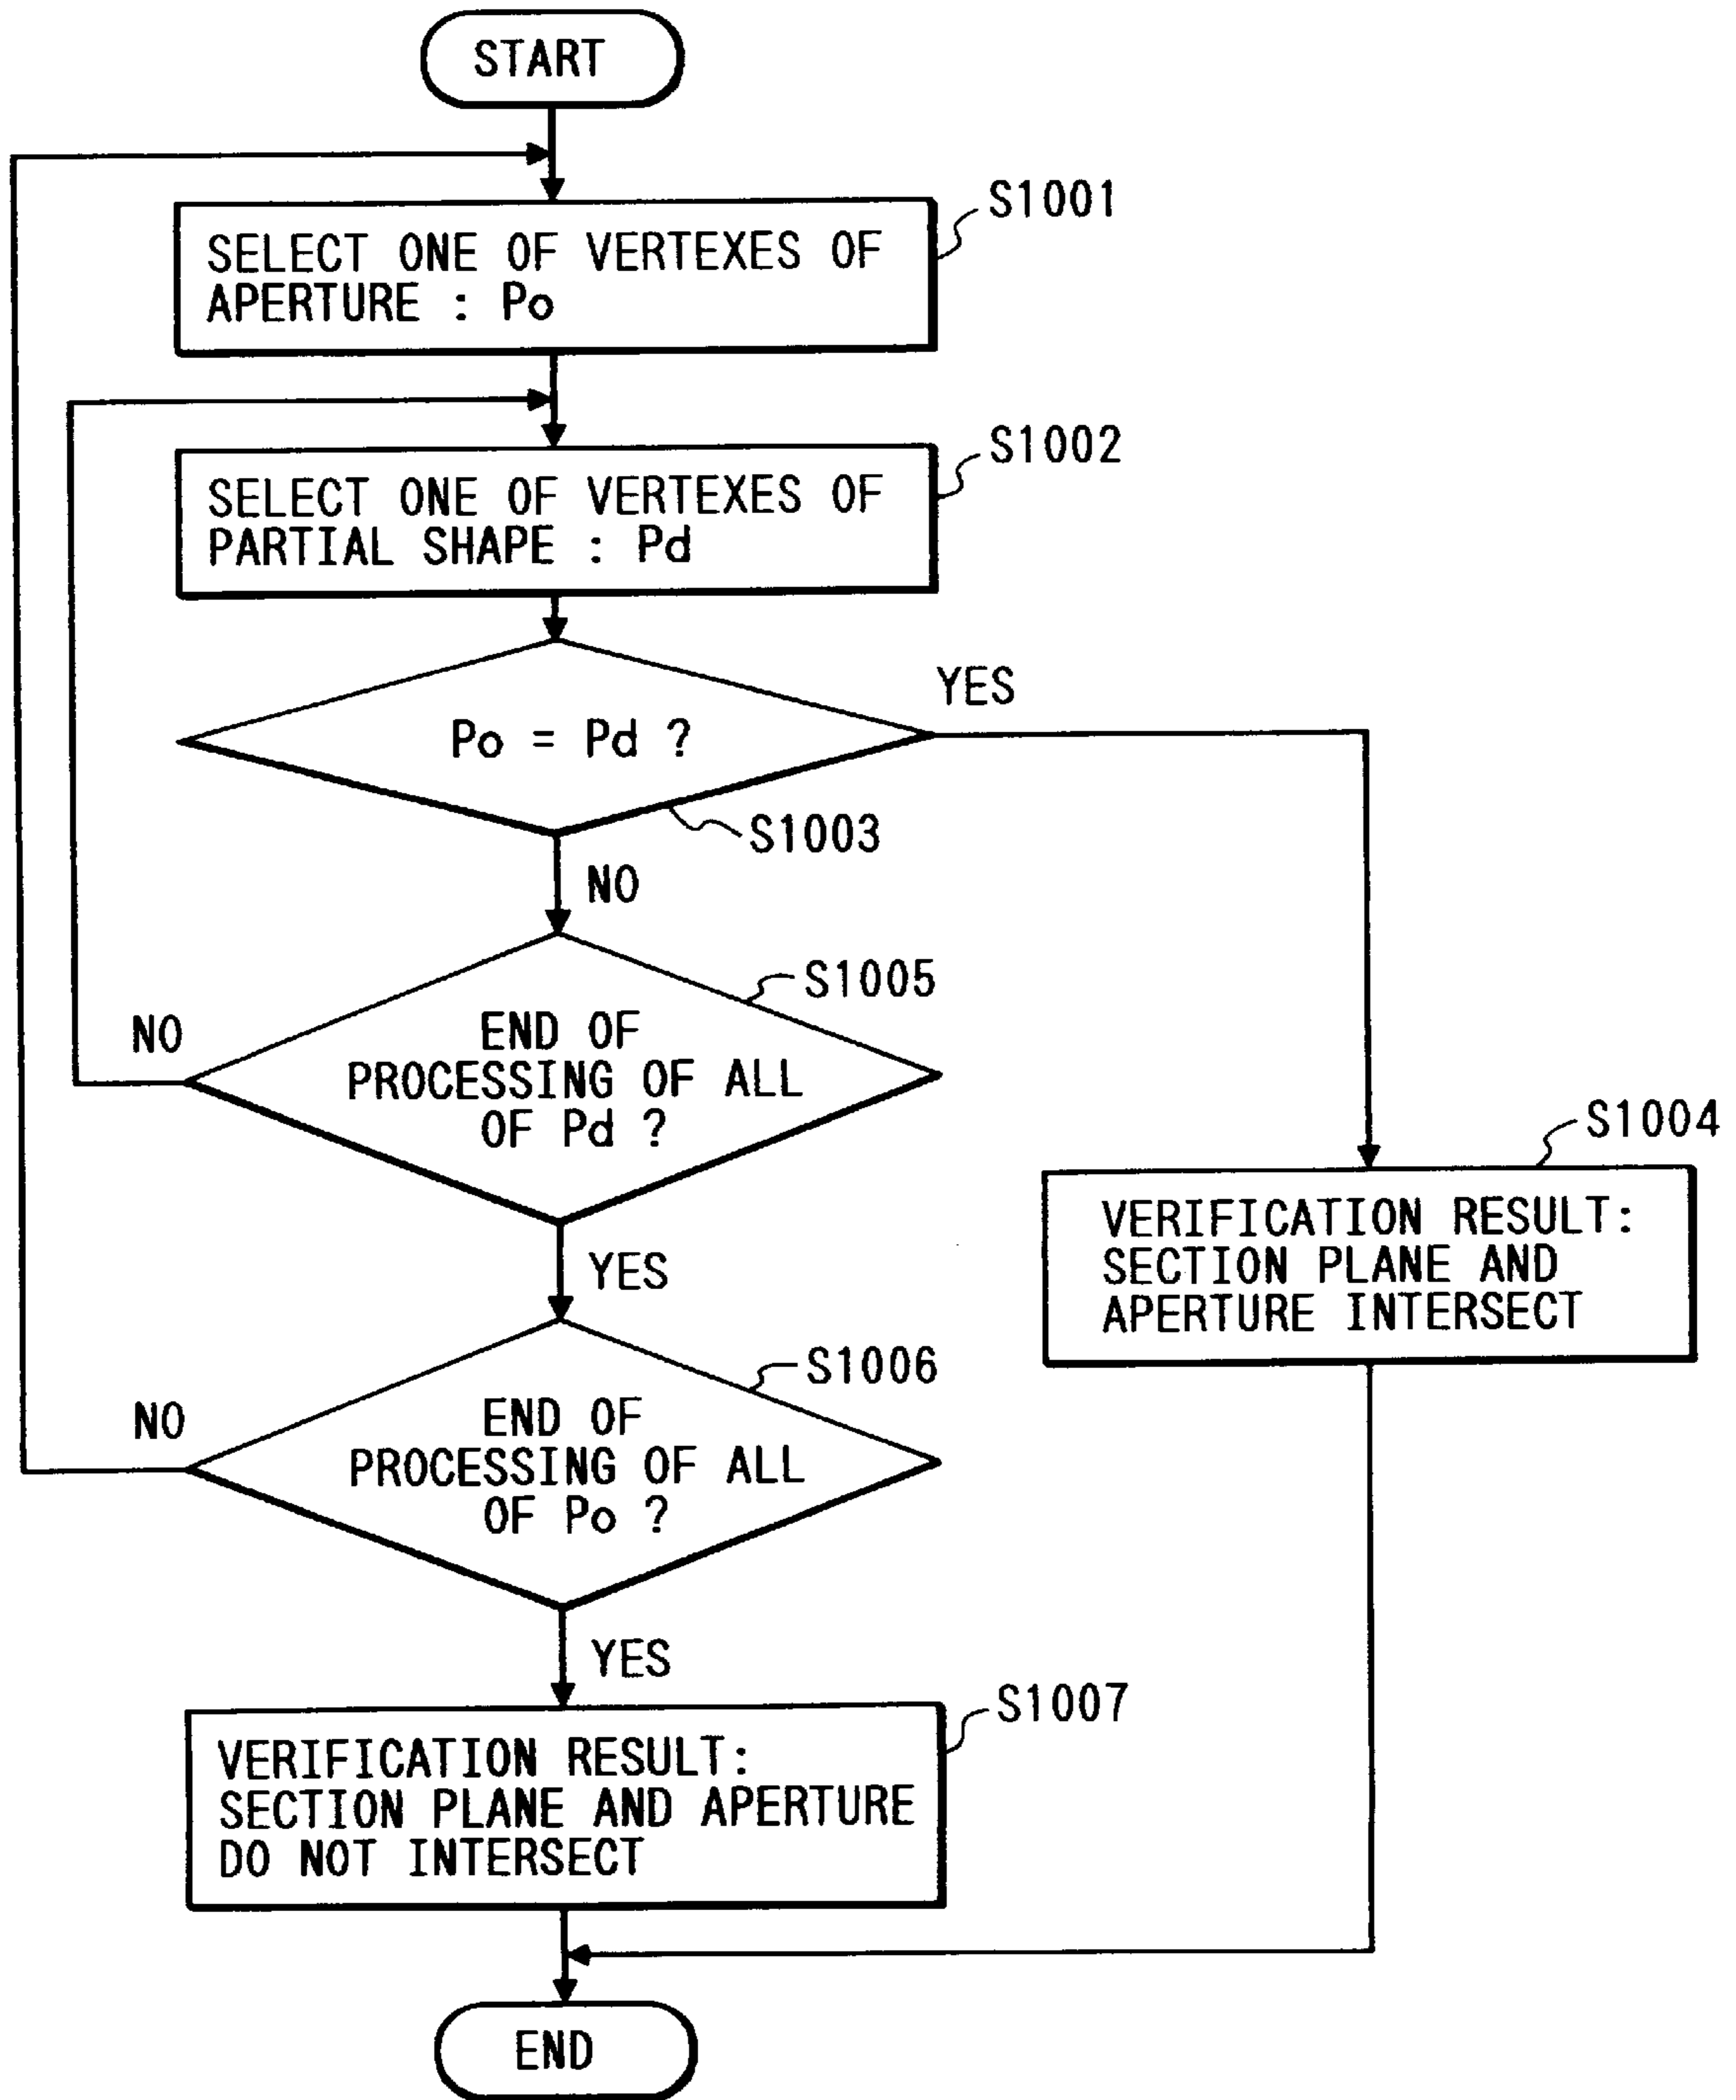 START
S1001
SELECT ONE OF VERTEXES OF
APERTURE : Po
S1002
SELECT ONE OF VERTEXES OF
PARTIAL SHAPE : Pd
YES
Po = Pd ?
S1003
NO
S1005
NO
END OF
PROCESSING OF ALL
OF Pd ?
S1004
VERIFICATION RESULT:
SECTION PLANE AND
APERTURE INTERSECT
YES
S1006
NO
END OF
PROCESSING OF ALL
OF Po ?
YES
S1007
VERIFICATION RESULT:
SECTION PLANE AND APERTURE
DO NOT INTERSECT
END